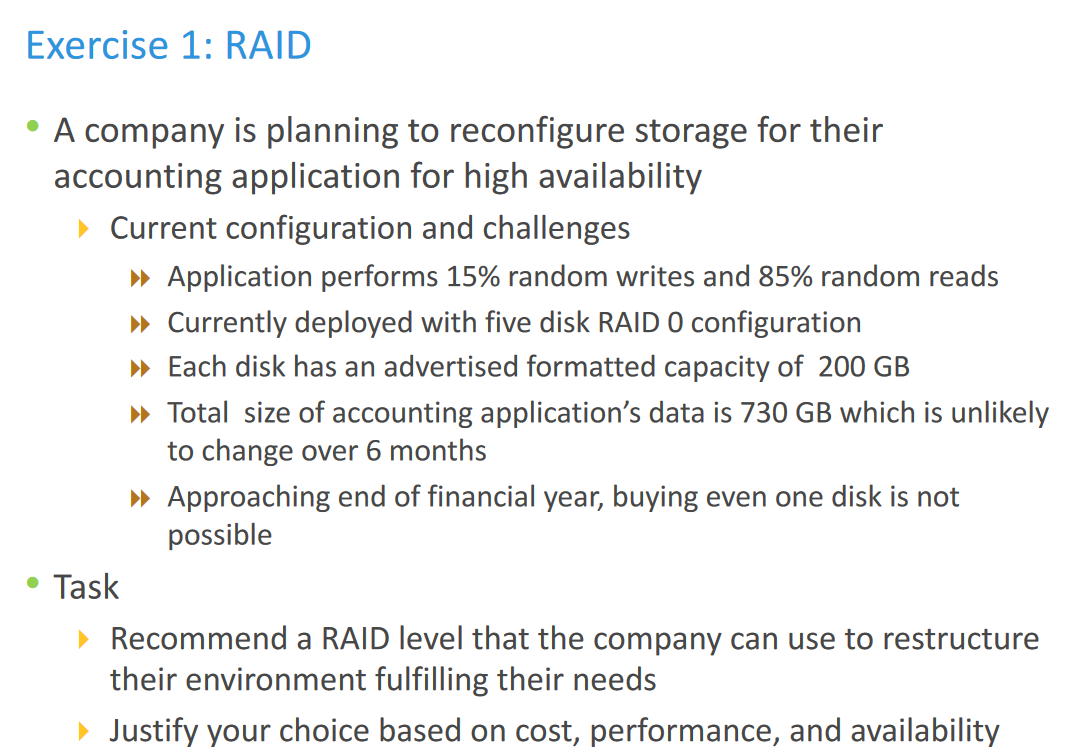 Exercise 1: RAID
• A company is planning to reconfigure storage for their
accounting application for high availability
Current configuration and challenges
Application performs 15% random writes and 85% random reads
Currently deployed with five disk RAID 0 configuration
Each disk has an advertised formatted capacity of  200 GB
Total  size of accounting application’s data is 730 GB which is unlikely
to change over 6 months
Approaching end of financial year, buying even one disk is not
possible
• Task
Recommend a RAID level that the company can use to restructure
their environment fulfilling their needs
Justify your choice based on cost, performance, and availability